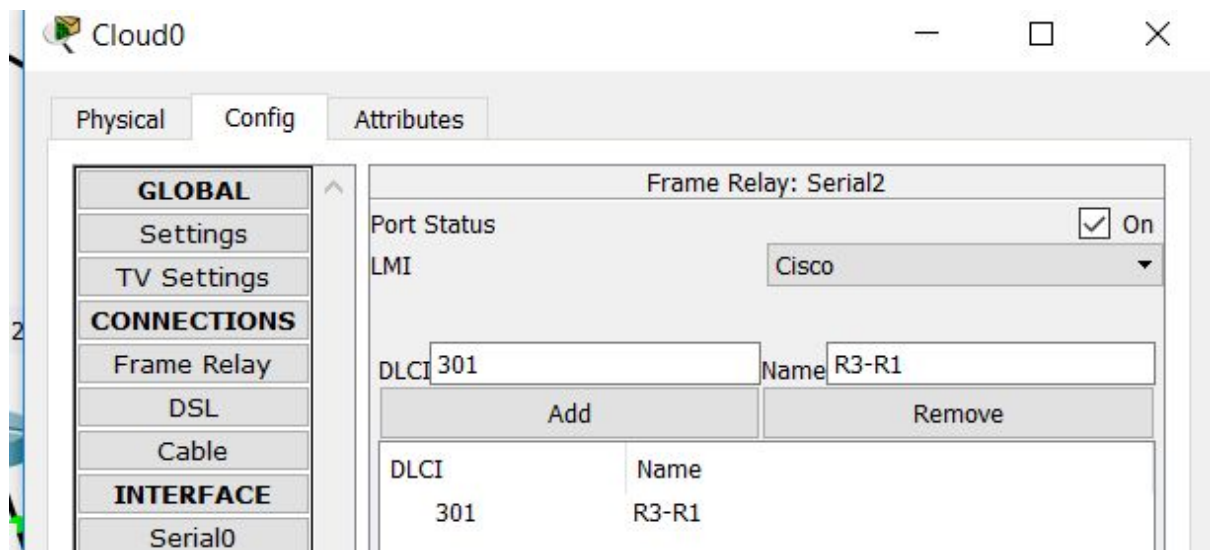 Cloud0
Physical Config Attributes
GLOBAL
Settings
TV Settings
CONNECTIONS
Frame Relay
DSL
Cable
INTERFACE
Serial0
Frame Relay: Serial2
Port Status On
LMI Cisco
DLCI 301 Name R3-R1
Add Remove
DLCI Name
301 R3-R1
2